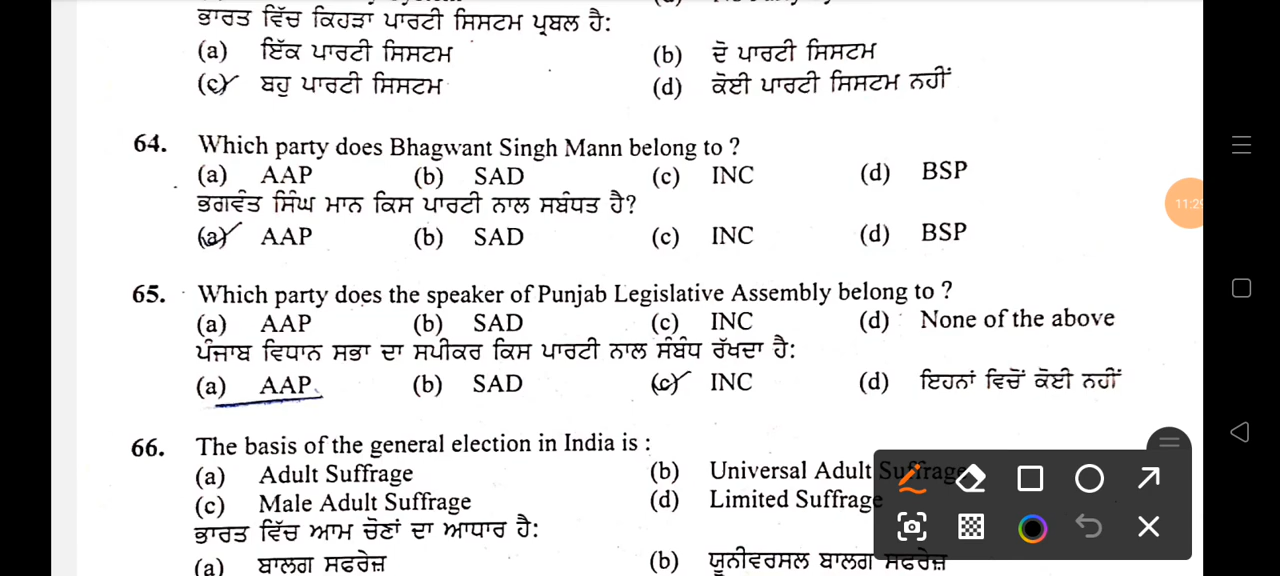 ਭਾਰਤ ਵਿੱਚ ਕਿਹੜਾ ਪਾਰਟੀ ਸਿਸਟਮ ਪ੍ਰਬਲ ਹੈ:
(a) ਇੱਕ ਪਾਰਟੀ ਸਿਸਟਮ (b) ਦੋ ਪਾਰਟੀ ਸਿਸਟਮ
(c) ਬਹੁ ਪਾਰਟੀ ਸਿਸਟਮ (d) ਕੋਈ ਪਾਰਟੀ ਸਿਸਟਮ ਨਹੀਂ
64. Which party does Bhagwant Singh Mann belong to ?
(a) AAP (b) SAD (c) INC (d) BSP
ਭਗਵੰਤ ਸਿੰਘ ਮਾਨ ਕਿਸ ਪਾਰਟੀ ਨਾਲ ਸਬੰਧਤ ਹੈ?
(a) AAP (b) SAD (c) INC (d) BSP
11:29
65. Which party does the speaker of Punjab Legislative Assembly belong to ?
(a) AAP (b) SAD (c) INC (d) None of the above
ਪੰਜਾਬ ਵਿਧਾਨ ਸਭਾ ਦਾ ਸਪੀਕਰ ਕਿਸ ਪਾਰਟੀ ਨਾਲ ਸੰਬੰਧ ਰੱਖਦਾ ਹੈ:
(a) AAP (b) SAD (c) INC (d) ਇਹਨਾਂ ਵਿਚੋਂ ਕੋਈ ਨਹੀਂ
66. The basis of the general election in India is :
(a) Adult Suffrage (b) Universal Adult Suffrage
(c) Male Adult Suffrage (d) Limited Suffrage
ਭਾਰਤ ਵਿੱਚ ਆਮ ਚੋਣਾਂ ਦਾ ਆਧਾਰ ਹੈ:
(a) ਬਾਲਗ ਸਫਰੇਜ਼ (b) ਯੂਨੀਵਰਸਲ ਬਾਲਗ ਸਫਰੇਜ਼